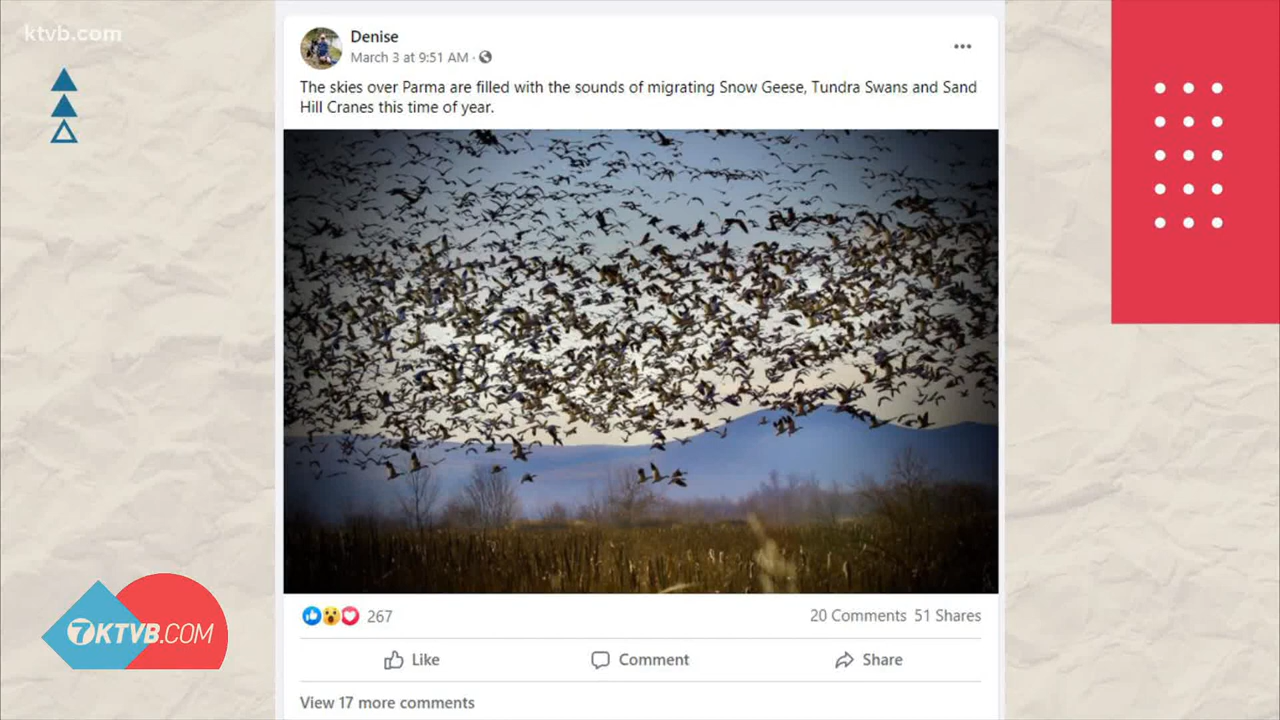 ktvb.com
Denise
March 3 at 9:51 AM ·
The skies over Parma are filled with the sounds of migrating Snow Geese, Tundra Swans and Sand
Hill Cranes this time of year.
267
20 Comments 51 Shares
Like
Comment
Share
View 17 more comments
7KTVB.COM